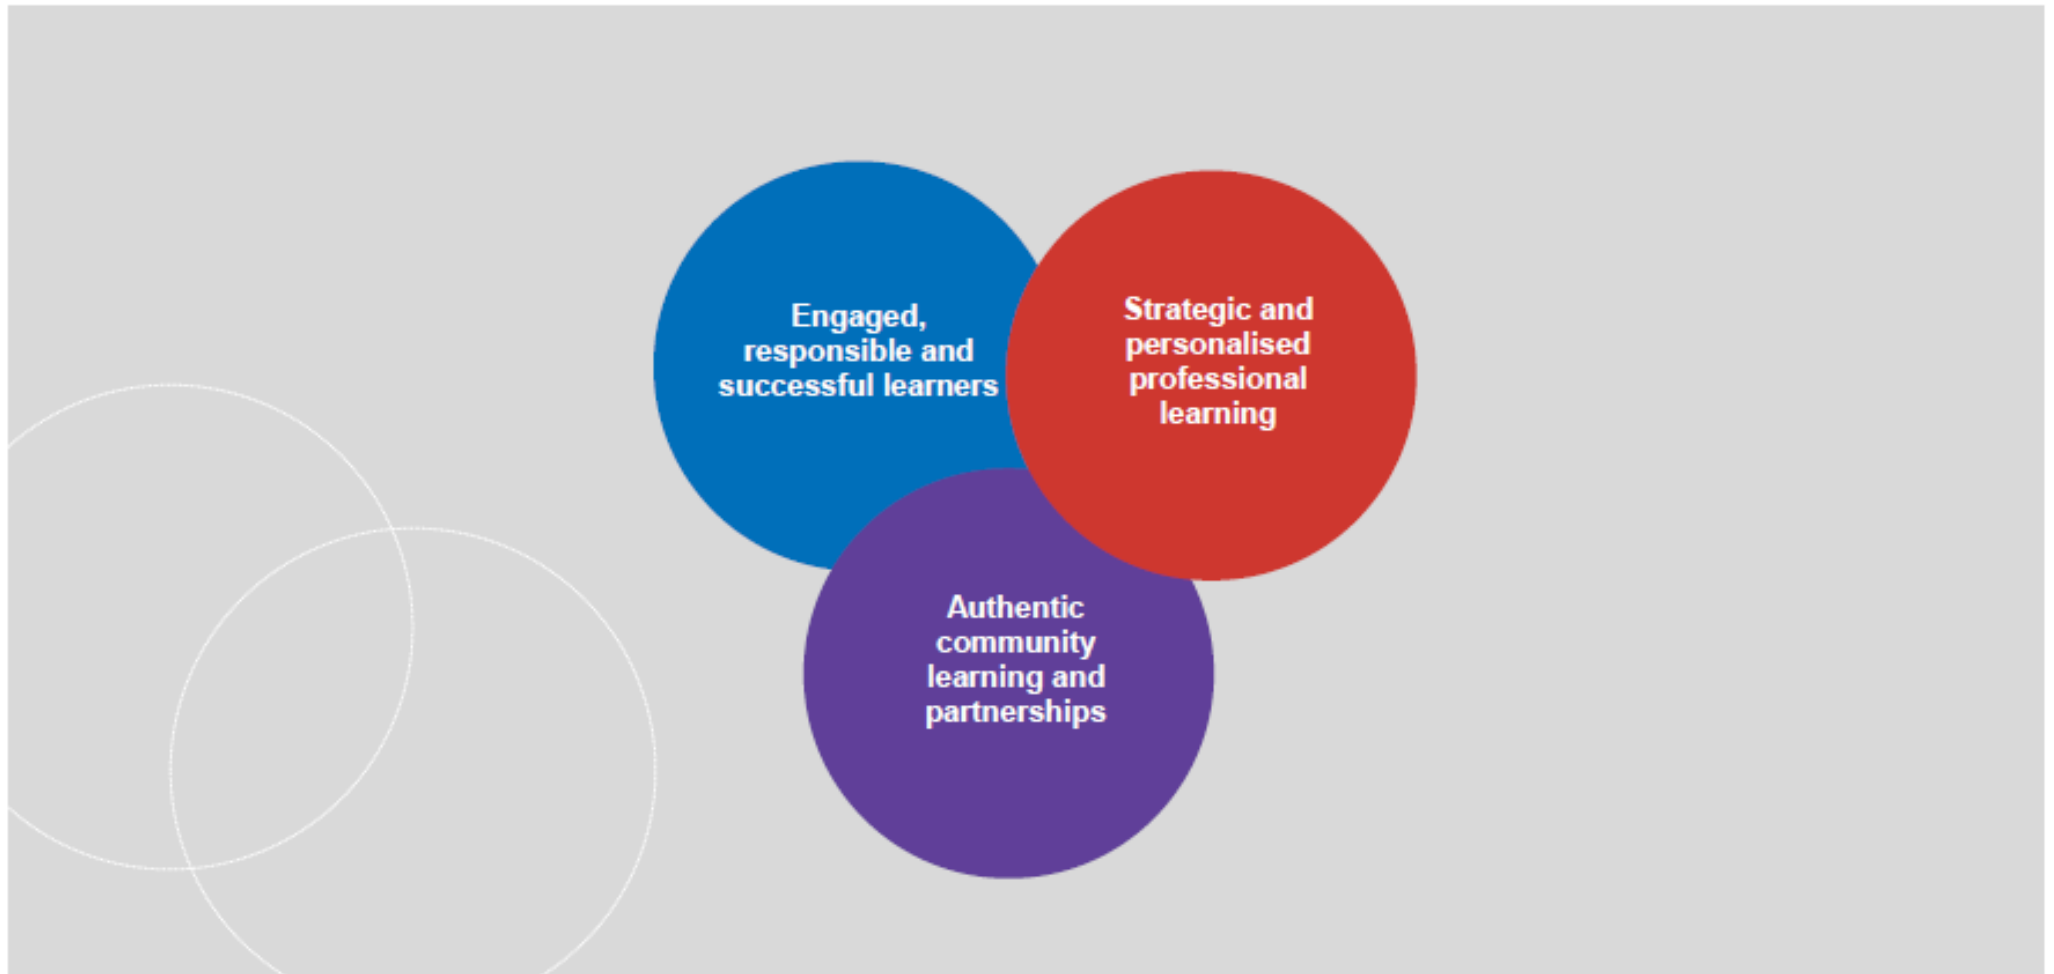 Engaged,
responsible and
successful learners
Strategic and
personalised
professional
learning
Authentic
community
learning and
partnerships